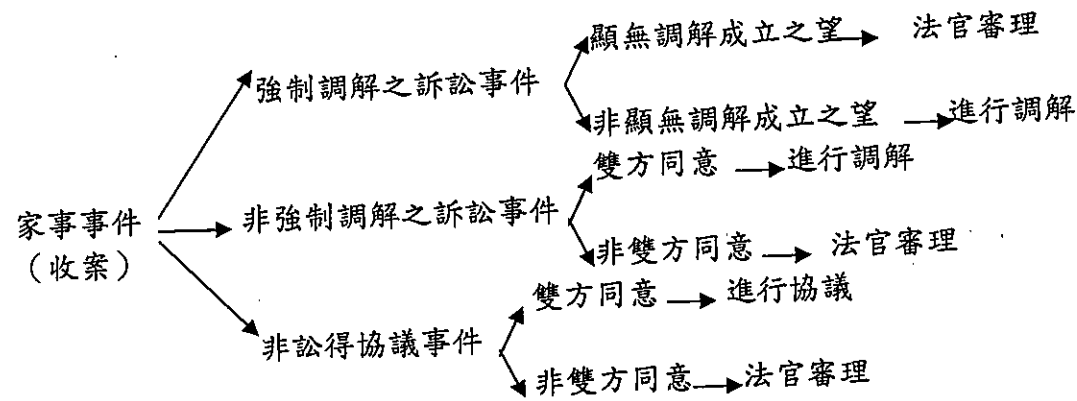 顯無調解成立之望 法官審理
強制調解之訴訟事件
非顯無調解成立之望 進行調解
雙方同意 進行調解
家事事件
（收案）
非強制調解之訴訟事件
非雙方同意 法官審理
雙方同意 進行協議
非訟得協議事件
非雙方同意 法官審理